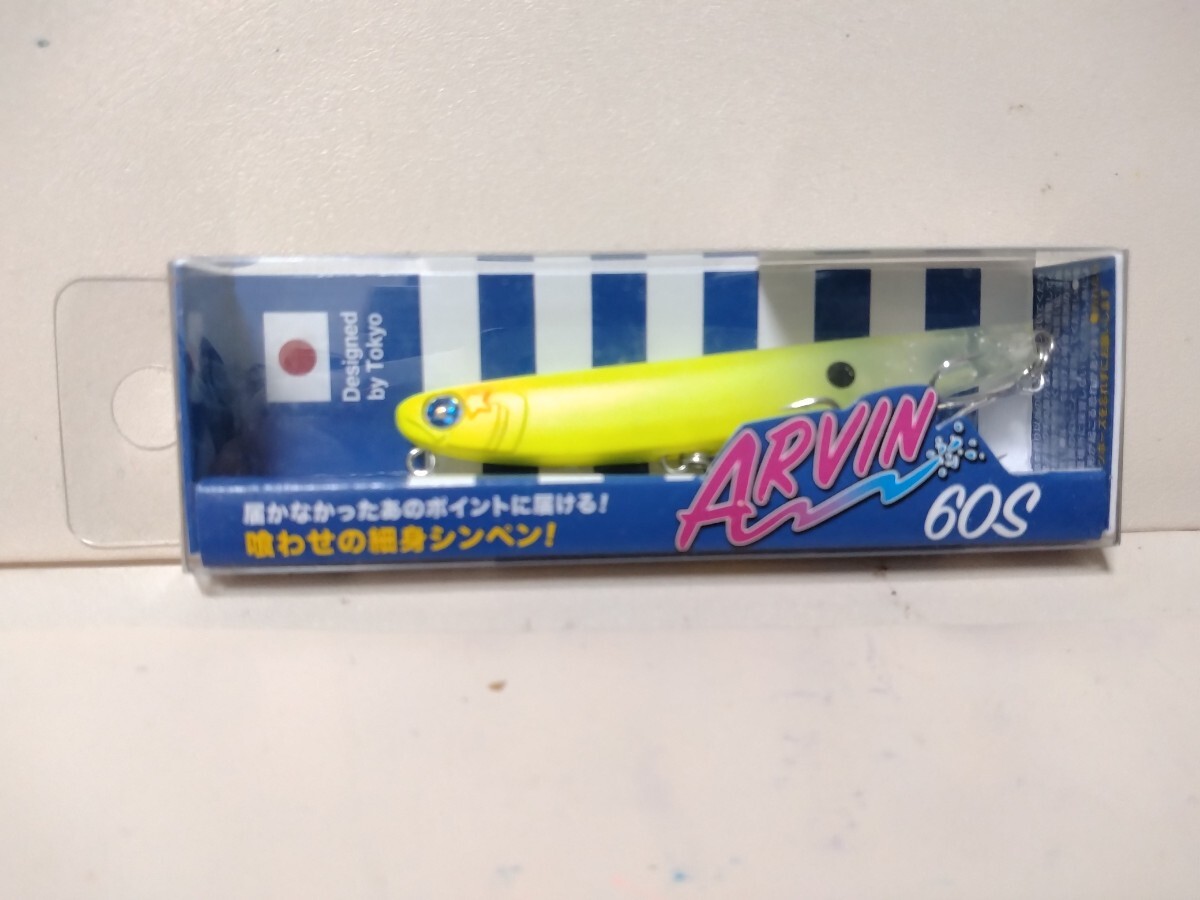 Designed
by Tokyo
届かなかったあのポイントに届ける!
喰わせの細身シンペン!
ARVIN
60S